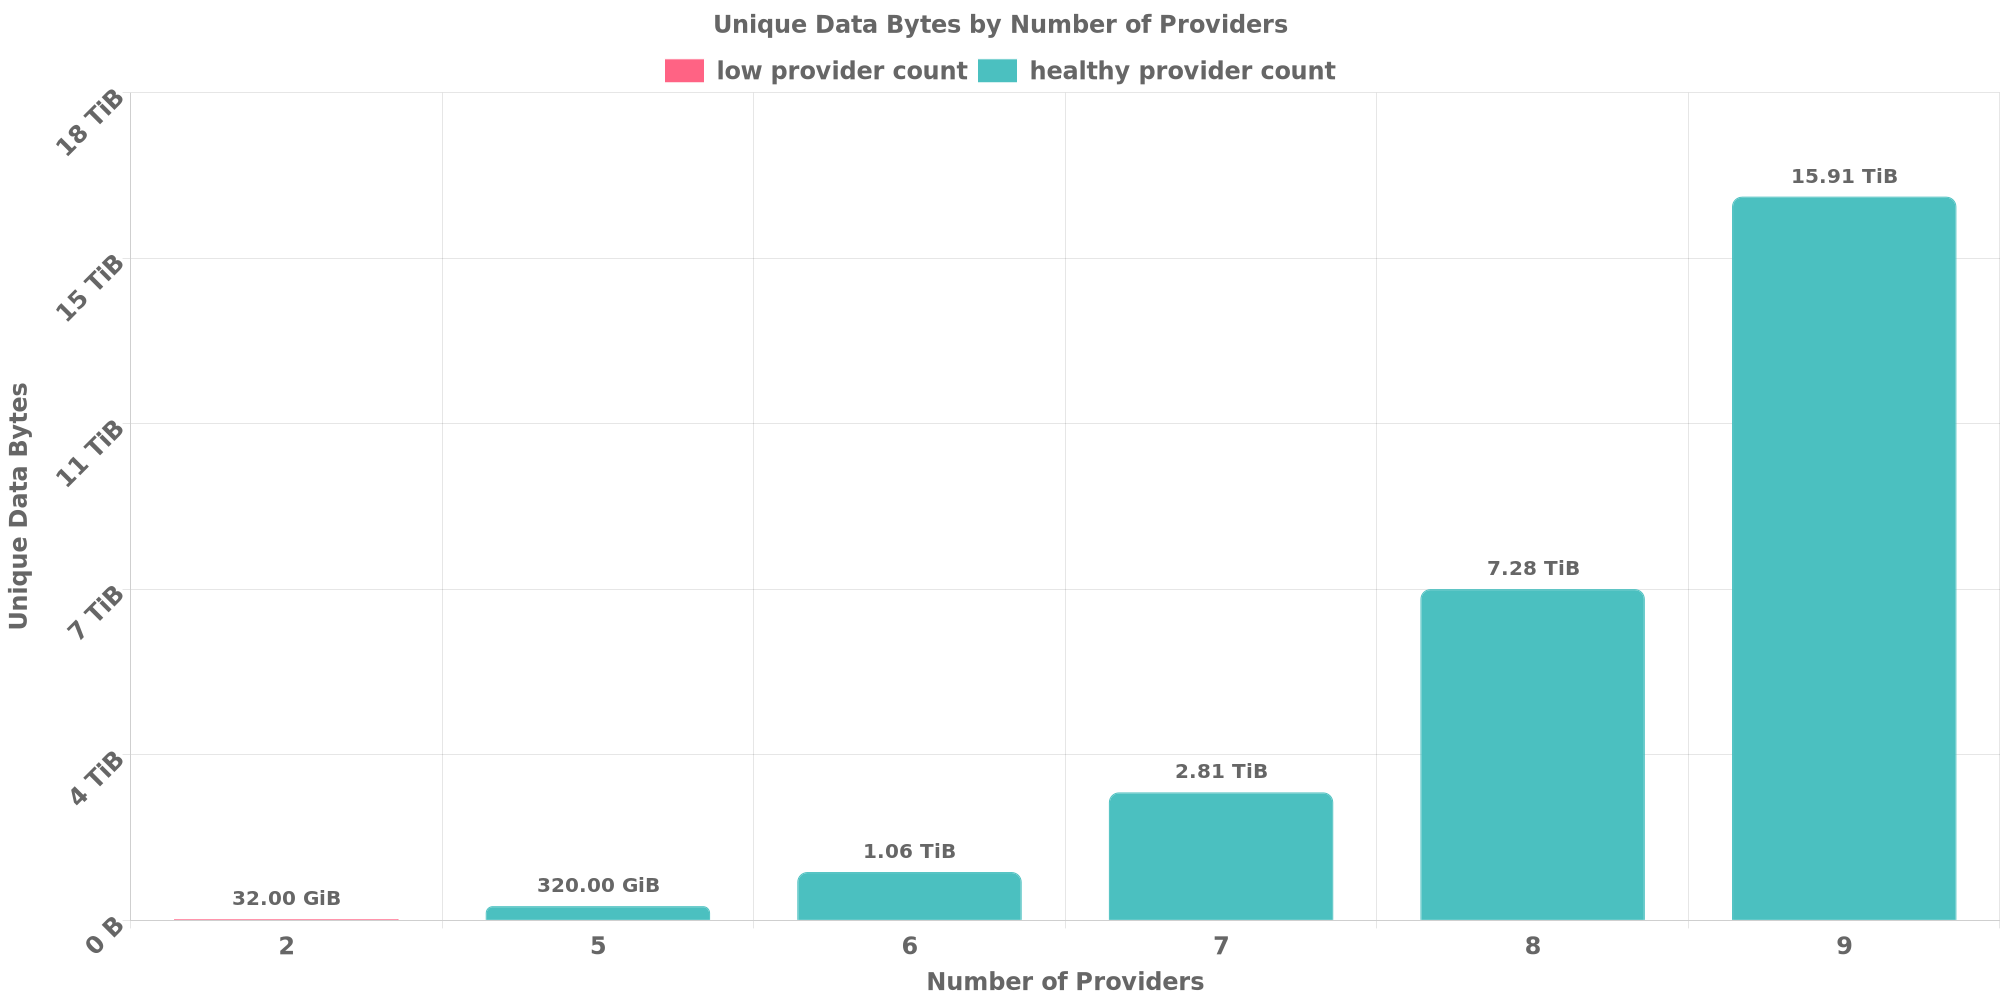 Unique Data Bytes by Number of Providers
low provider count healthy provider count
18 TiB
15 TiB
11 TiB
7 TiB
4 TiB
0 B
Unique Data Bytes
32.00 GiB
320.00 GiB
1.06 TiB
2.81 TiB
7.28 TiB
15.91 TiB
2 5 6 7 8 9
Number of Providers